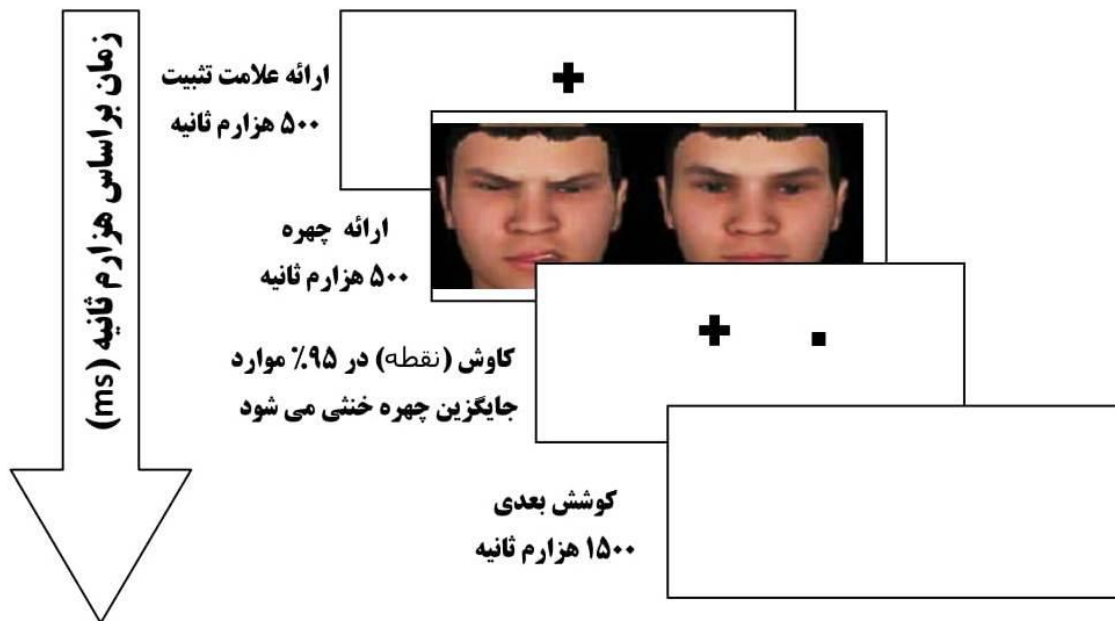 زمان براساس هزارم ثانیه (ms)
ارائه علامت تثبیت
۵۰۰ هزارم ثانیه
ارائه چهره
۵۰۰ هزارم ثانیه
کاوش (نقطه) در ۹۵٪ موارد
جایگزین چهره خنثی می شود
کوشش بعدی
۱۵۰۰ هزارم ثانیه